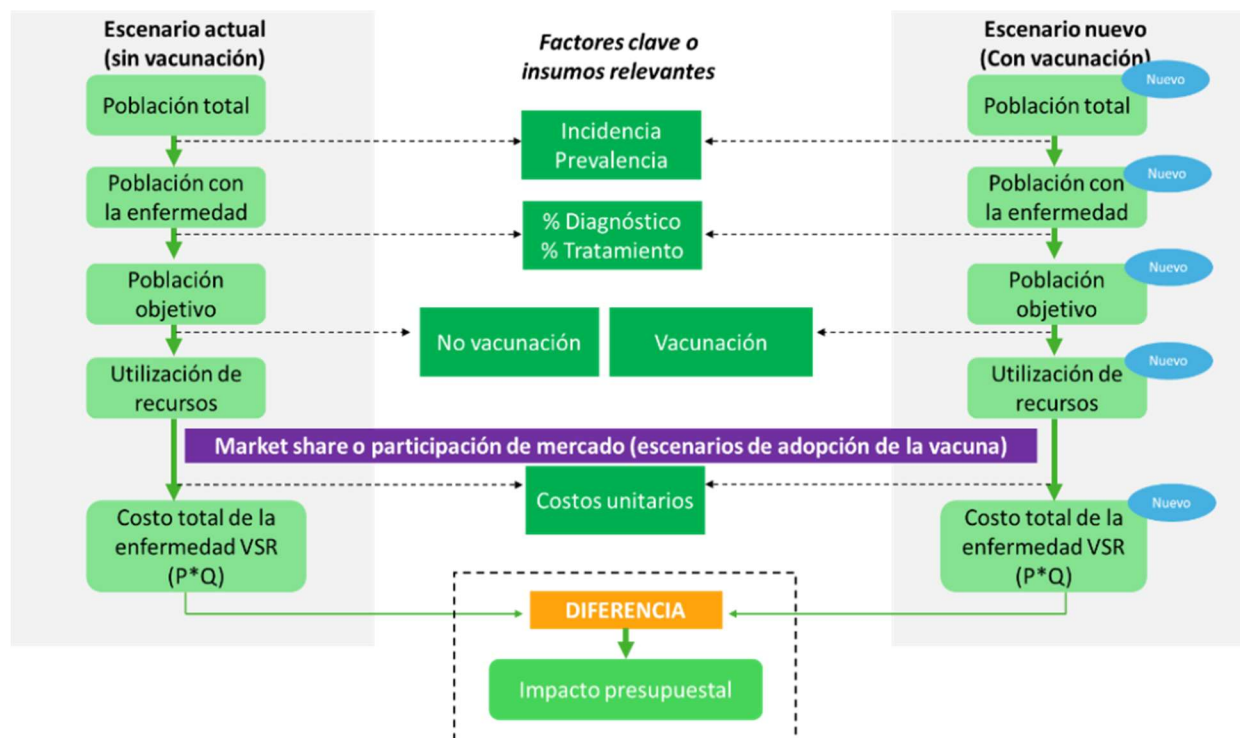 Escenario actual
(sin vacunación)
Factores clave o
insumos relevantes
Escenario nuevo
(Con vacunación)
Nuevo
Población total
Población total
Incidencia
Prevalencia
Nuevo
Población con
la enfermedad
Población con
la enfermedad
% Diagnóstico
% Tratamiento
Nuevo
Población
objetivo
Población
objetivo
No vacunación
Vacunación
Nuevo
Utilización de
recursos
Utilización de
recursos
Market share o participación de mercado (escenarios de adopción de la vacuna)
Costos unitarios
Nuevo
Costo total de la
enfermedad VSR
(P*Q)
Costo total de la
enfermedad VSR
(P*Q)
DIFERENCIA
Impacto presupuestal